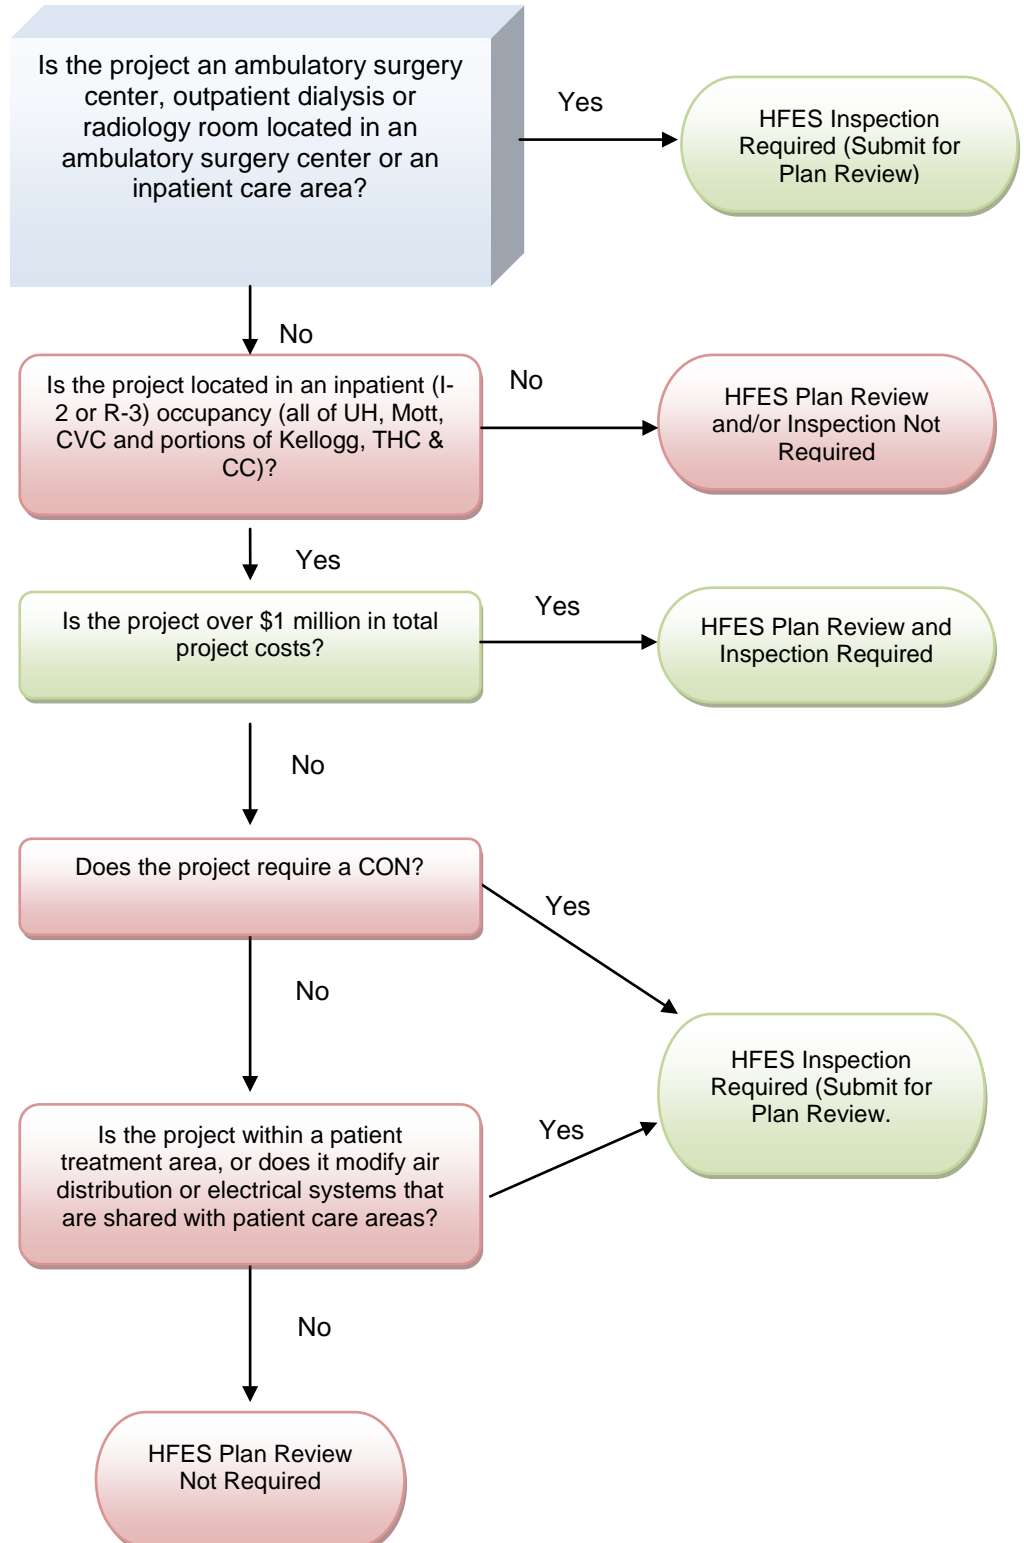 Is the project an ambulatory surgery
center, outpatient dialysis or
radiology room located in an
ambulatory surgery center or an
inpatient care area?
Yes
HFES Inspection
Required (Submit for
Plan Review)
No
Is the project located in an inpatient (I-
2 or R-3) occupancy (all of UH, Mott,
CVC and portions of Kellogg, THC &
CC)?
No
HFES Plan Review
and/or Inspection Not
Required
Yes
Is the project over $1 million in total
project costs?
Yes
HFES Plan Review and
Inspection Required
No
Does the project require a CON?
Yes
No
HFES Inspection
Required (Submit for
Plan Review.
Is the project within a patient
treatment area, or does it modify air
distribution or electrical systems that
are shared with patient care areas?
Yes
No
HFES Plan Review
Not Required